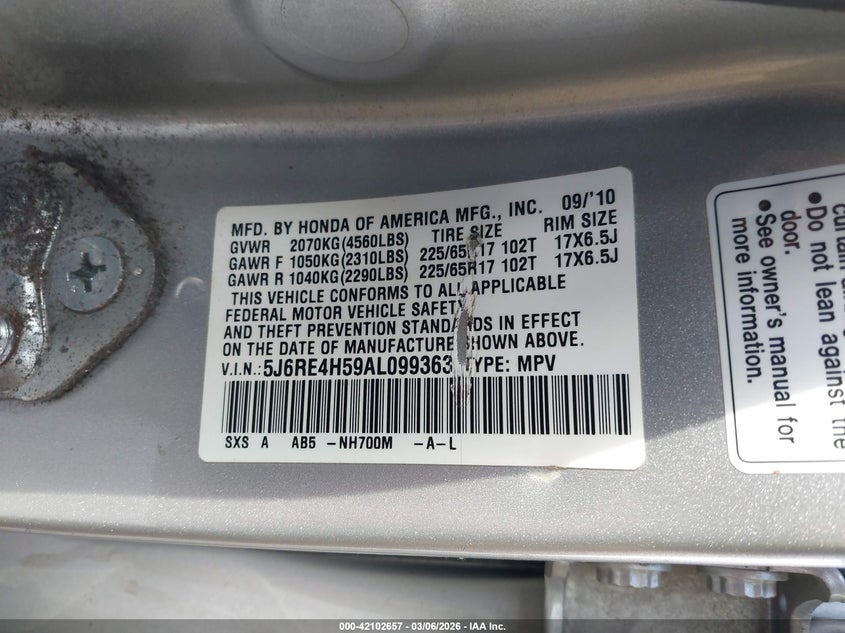 MFD. BY HONDA OF AMERICA MFG., INC. 09/'10
GVWR 2070KG(4560LBS) TIRE SIZE RIM SIZE
GAWR F 1050KG(2310LBS) 225/65R17 102T 17X6.5J
GAWR R 1040KG(2290LBS) 225/65R17 102T 17X6.5J
THIS VEHICLE CONFORMS TO ALL APPLICABLE
FEDERAL MOTOR VEHICLE SAFETY
AND THEFT PREVENTION STANDARDS IN EFFECT
ON THE DATE OF MANUFACTURE SHOWN ABOVE.
V.I.N.: 5J6RE4H59AL099363 TYPE: MPV
SXS A AB5 -NH700M -A-L
•Do not lean against the
door.
•See owner's manual for
more information.
000-42102657 - 03/06/2026 - IAA Inc.